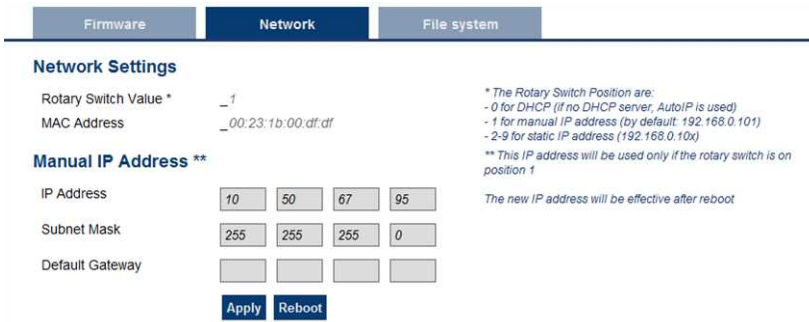 Firmware
Network
File system
Network Settings
Rotary Switch Value *
_1
MAC Address
_00:23:1b:00:df:df
* The Rotary Switch Position are:
- 0 for DHCP (if no DHCP server, AutoIP is used)
- 1 for manual IP address (by default: 192.168.0.101)
- 2-9 for static IP address (192.168.0.10x)
** This IP address will be used only if the rotary switch is on
position 1
The new IP address will be effective after reboot
Manual IP Address **
IP Address
10 50 67 95
Subnet Mask
255 255 255 0
Default Gateway
Apply Reboot